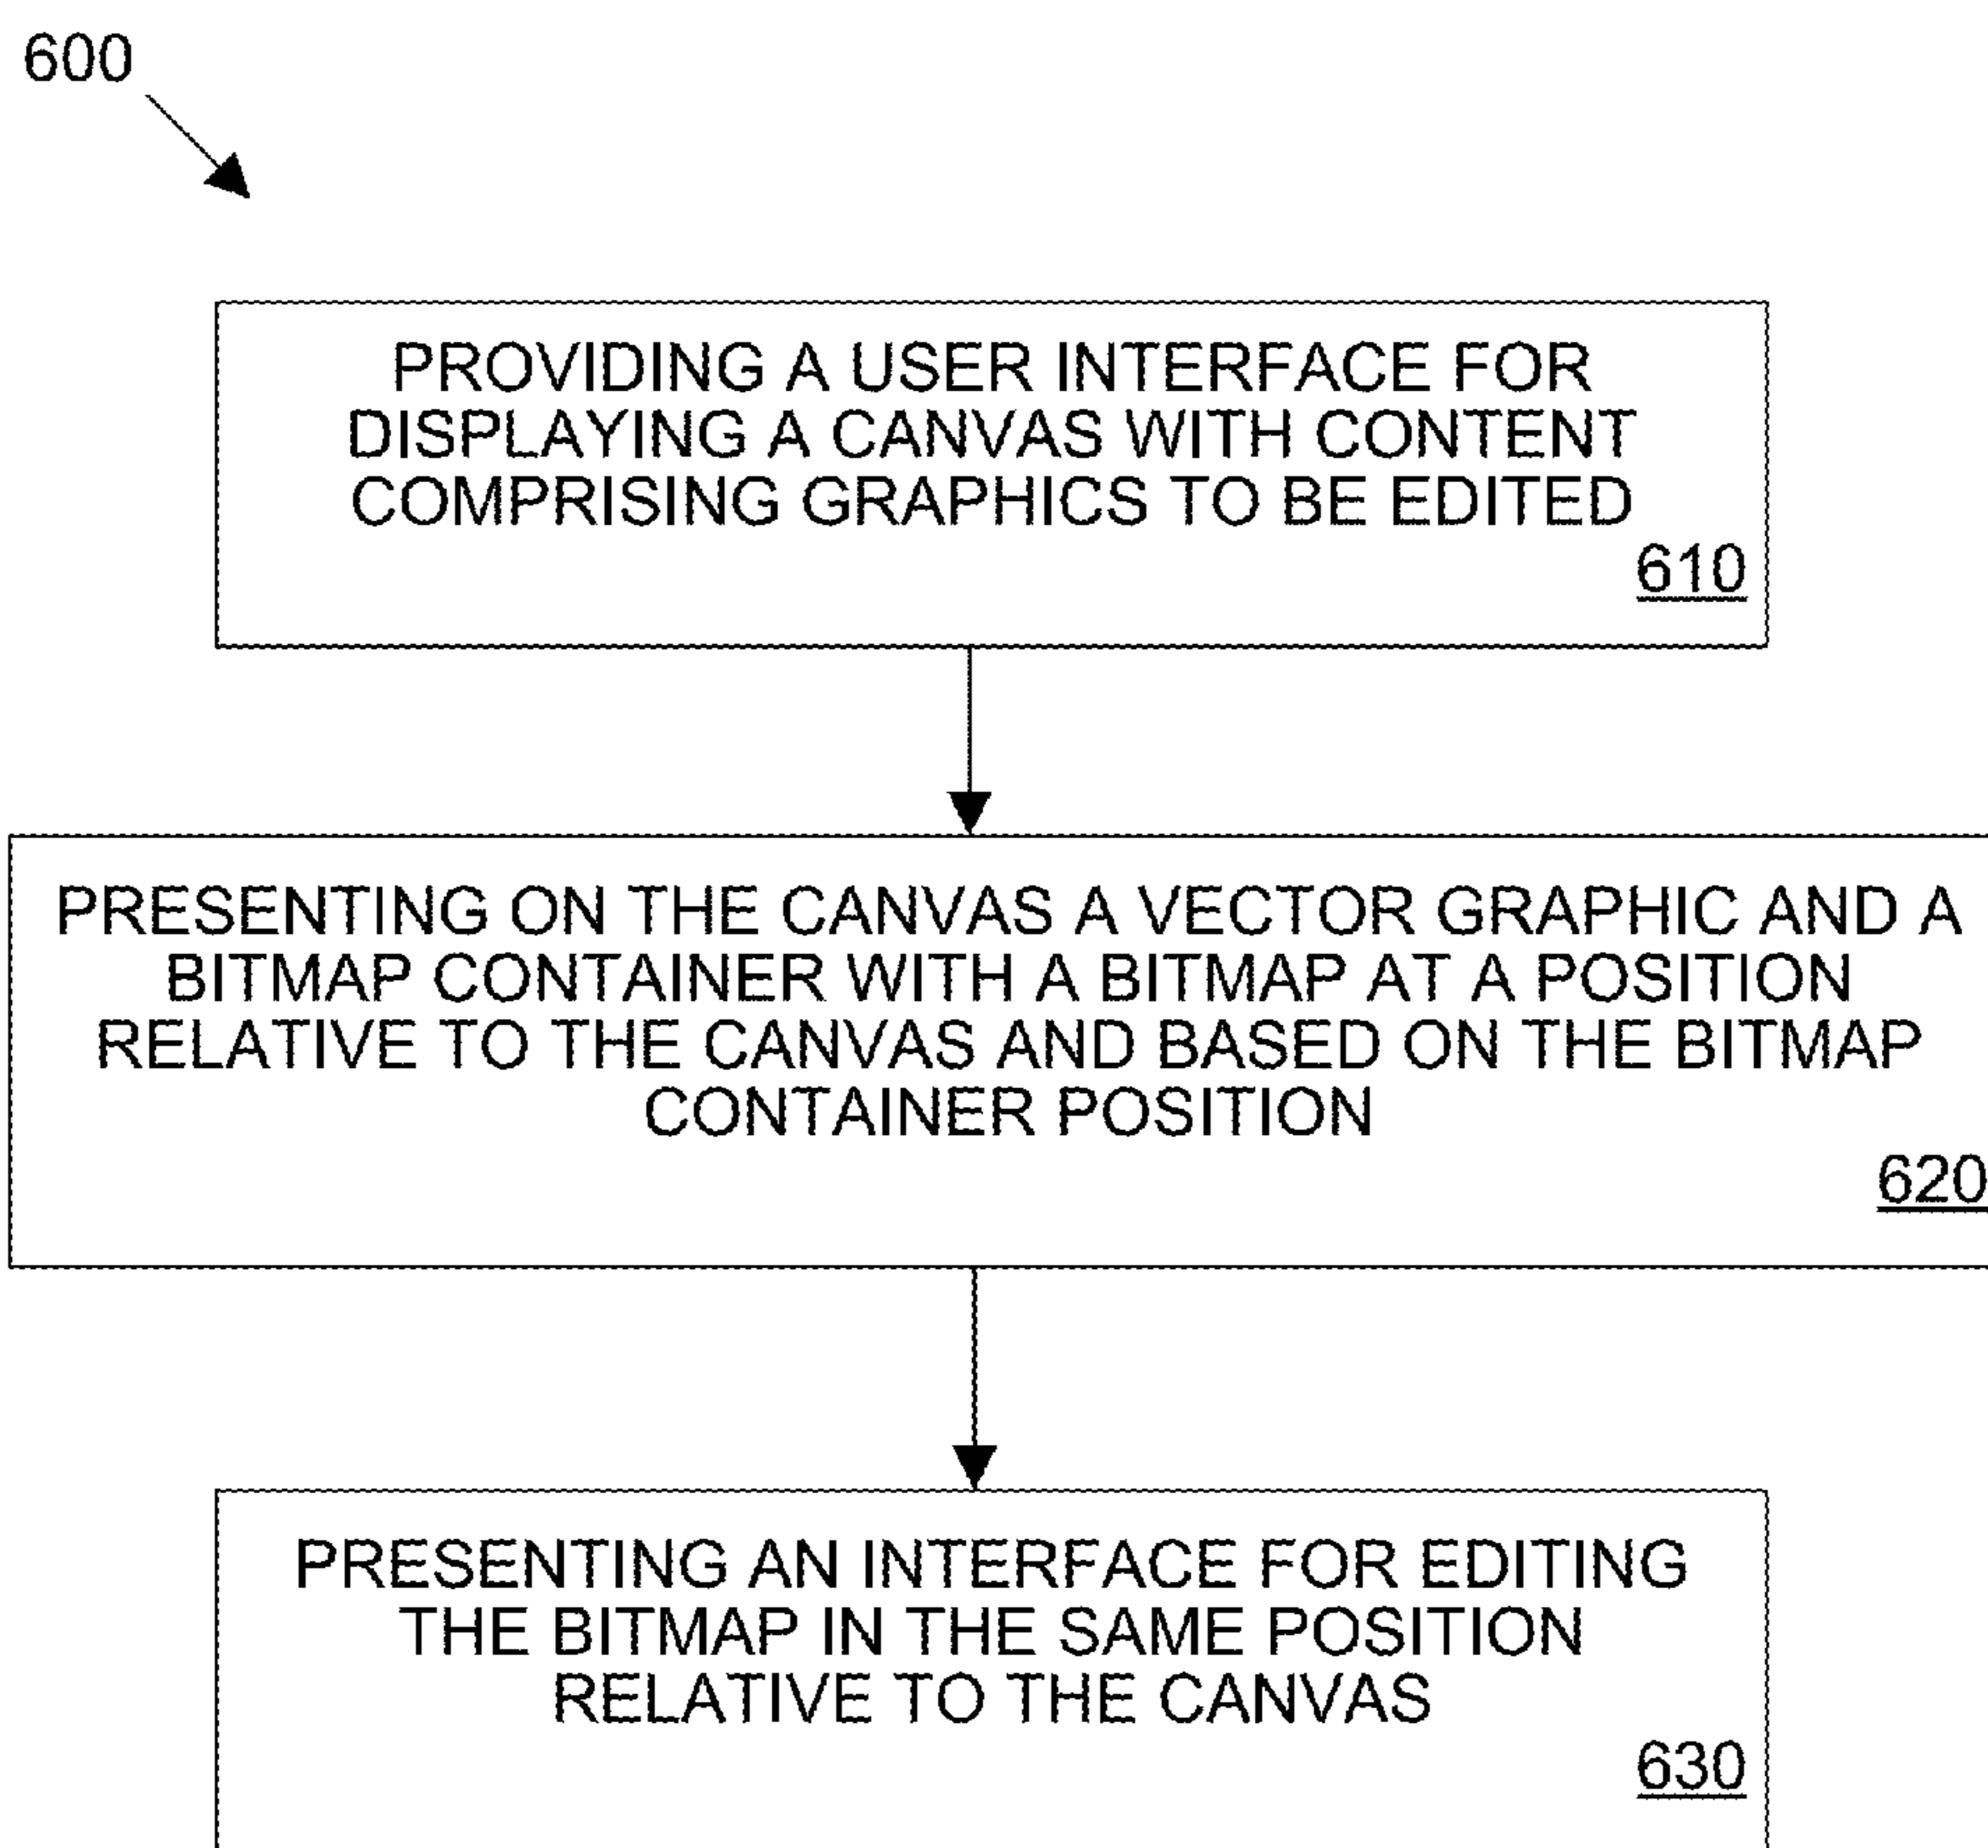 600
PROVIDING A USER INTERFACE FOR
DISPLAYING A CANVAS WITH CONTENT
COMPRISING GRAPHICS TO BE EDITED
610
PRESENTING ON THE CANVAS A VECTOR GRAPHIC AND A
BITMAP CONTAINER WITH A BITMAP AT A POSITION
RELATIVE TO THE CANVAS AND BASED ON THE BITMAP
CONTAINER POSITION
620
PRESENTING AN INTERFACE FOR EDITING
THE BITMAP IN THE SAME POSITION
RELATIVE TO THE CANVAS
630